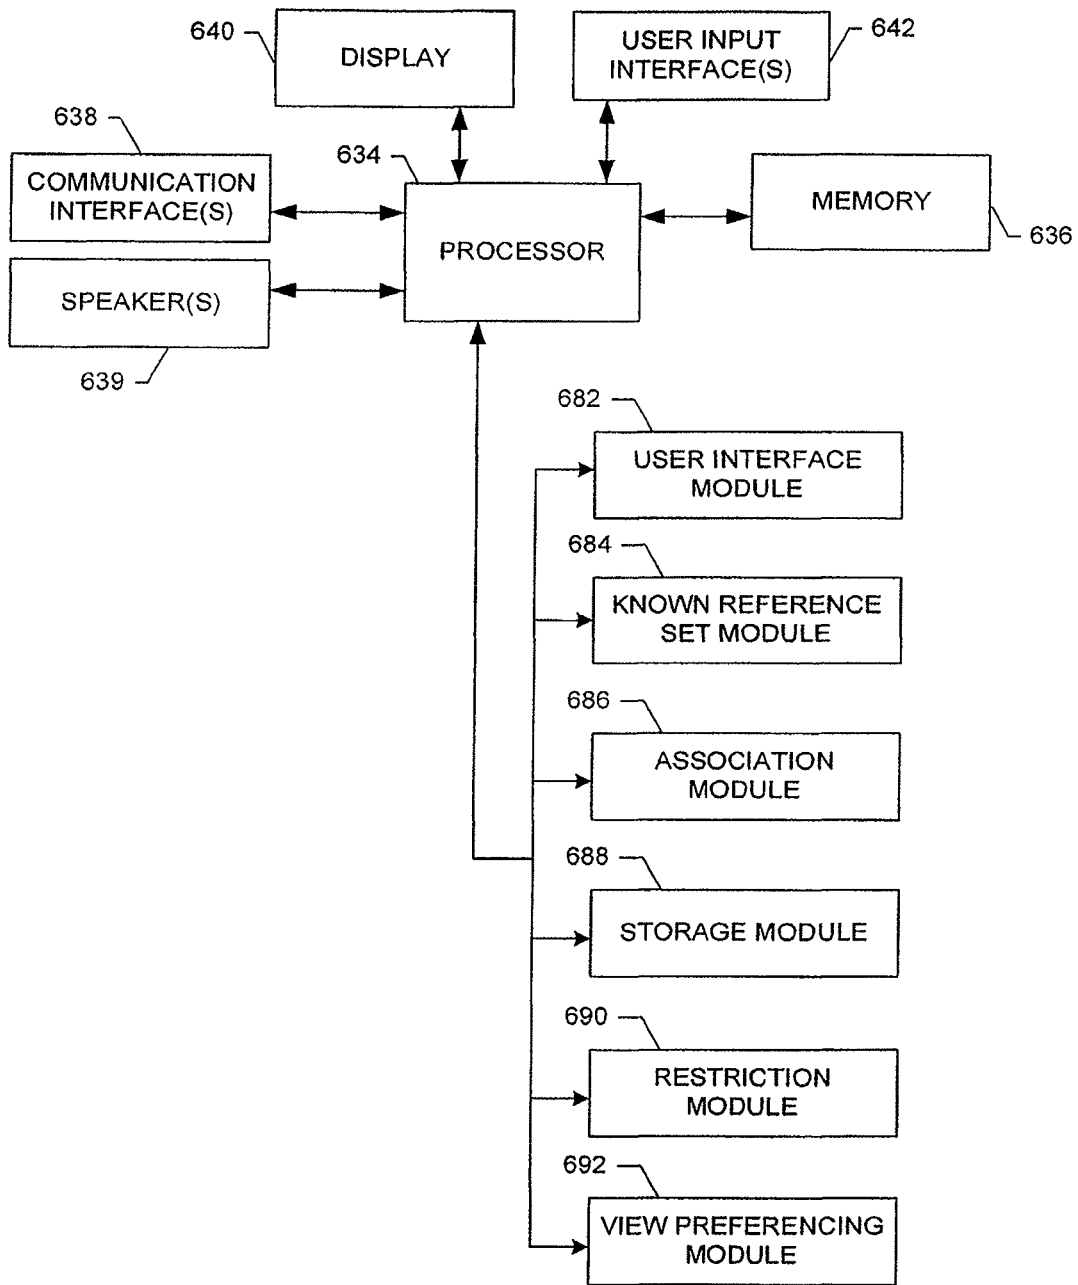 640
DISPLAY
USER INPUT
INTERFACE(S)
642
638
COMMUNICATION
INTERFACE(S)
634
PROCESSOR
MEMORY
636
SPEAKER(S)
639
682
USER INTERFACE
MODULE
684
KNOWN REFERENCE
SET MODULE
686
ASSOCIATION
MODULE
688
STORAGE MODULE
690
RESTRICTION
MODULE
692
VIEW PREFERENCING
MODULE